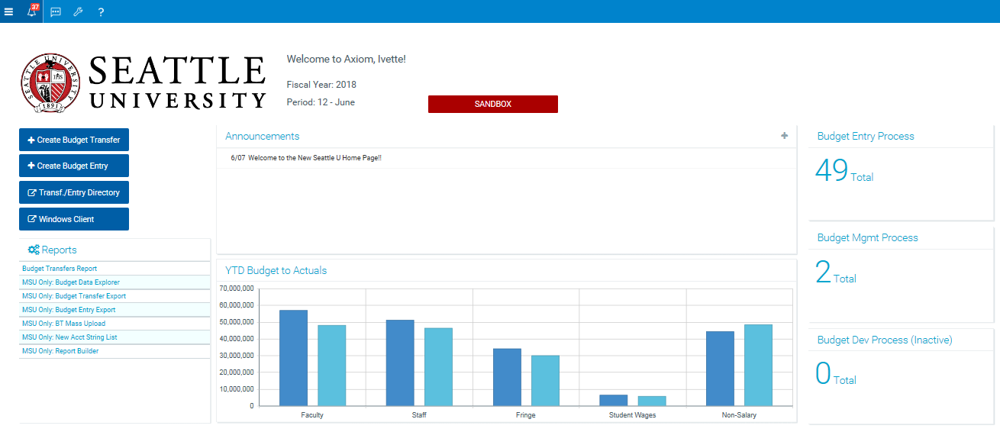 37
?
SEATTLE
UNIVERSITY
SEATTLE UNIVERSITY
IHS
1891
Welcome to Axiom, Ivette!
Fiscal Year: 2018
Period: 12 - June
SANDBOX
Create Budget Transfer
Create Budget Entry
Transf./Entry Directory
Windows Client
Reports
Budget Transfers Report
MSU Only: Budget Data Explorer
MSU Only: Budget Transfer Export
MSU Only: Budget Entry Export
MSU Only: BT Mass Upload
MSU Only: New Acct String List
MSU Only: Report Builder
Announcements
6/07 Welcome to the New Seattle U Home Page!!
YTD Budget to Actuals
70,000,000
60,000,000
50,000,000
40,000,000
30,000,000
20,000,000
10,000,000
0
Faculty Staff Fringe Student Wages Non-Salary
Budget Entry Process
49 Total
Budget Mgmt Process
2 Total
Budget Dev Process (Inactive)
0 Total